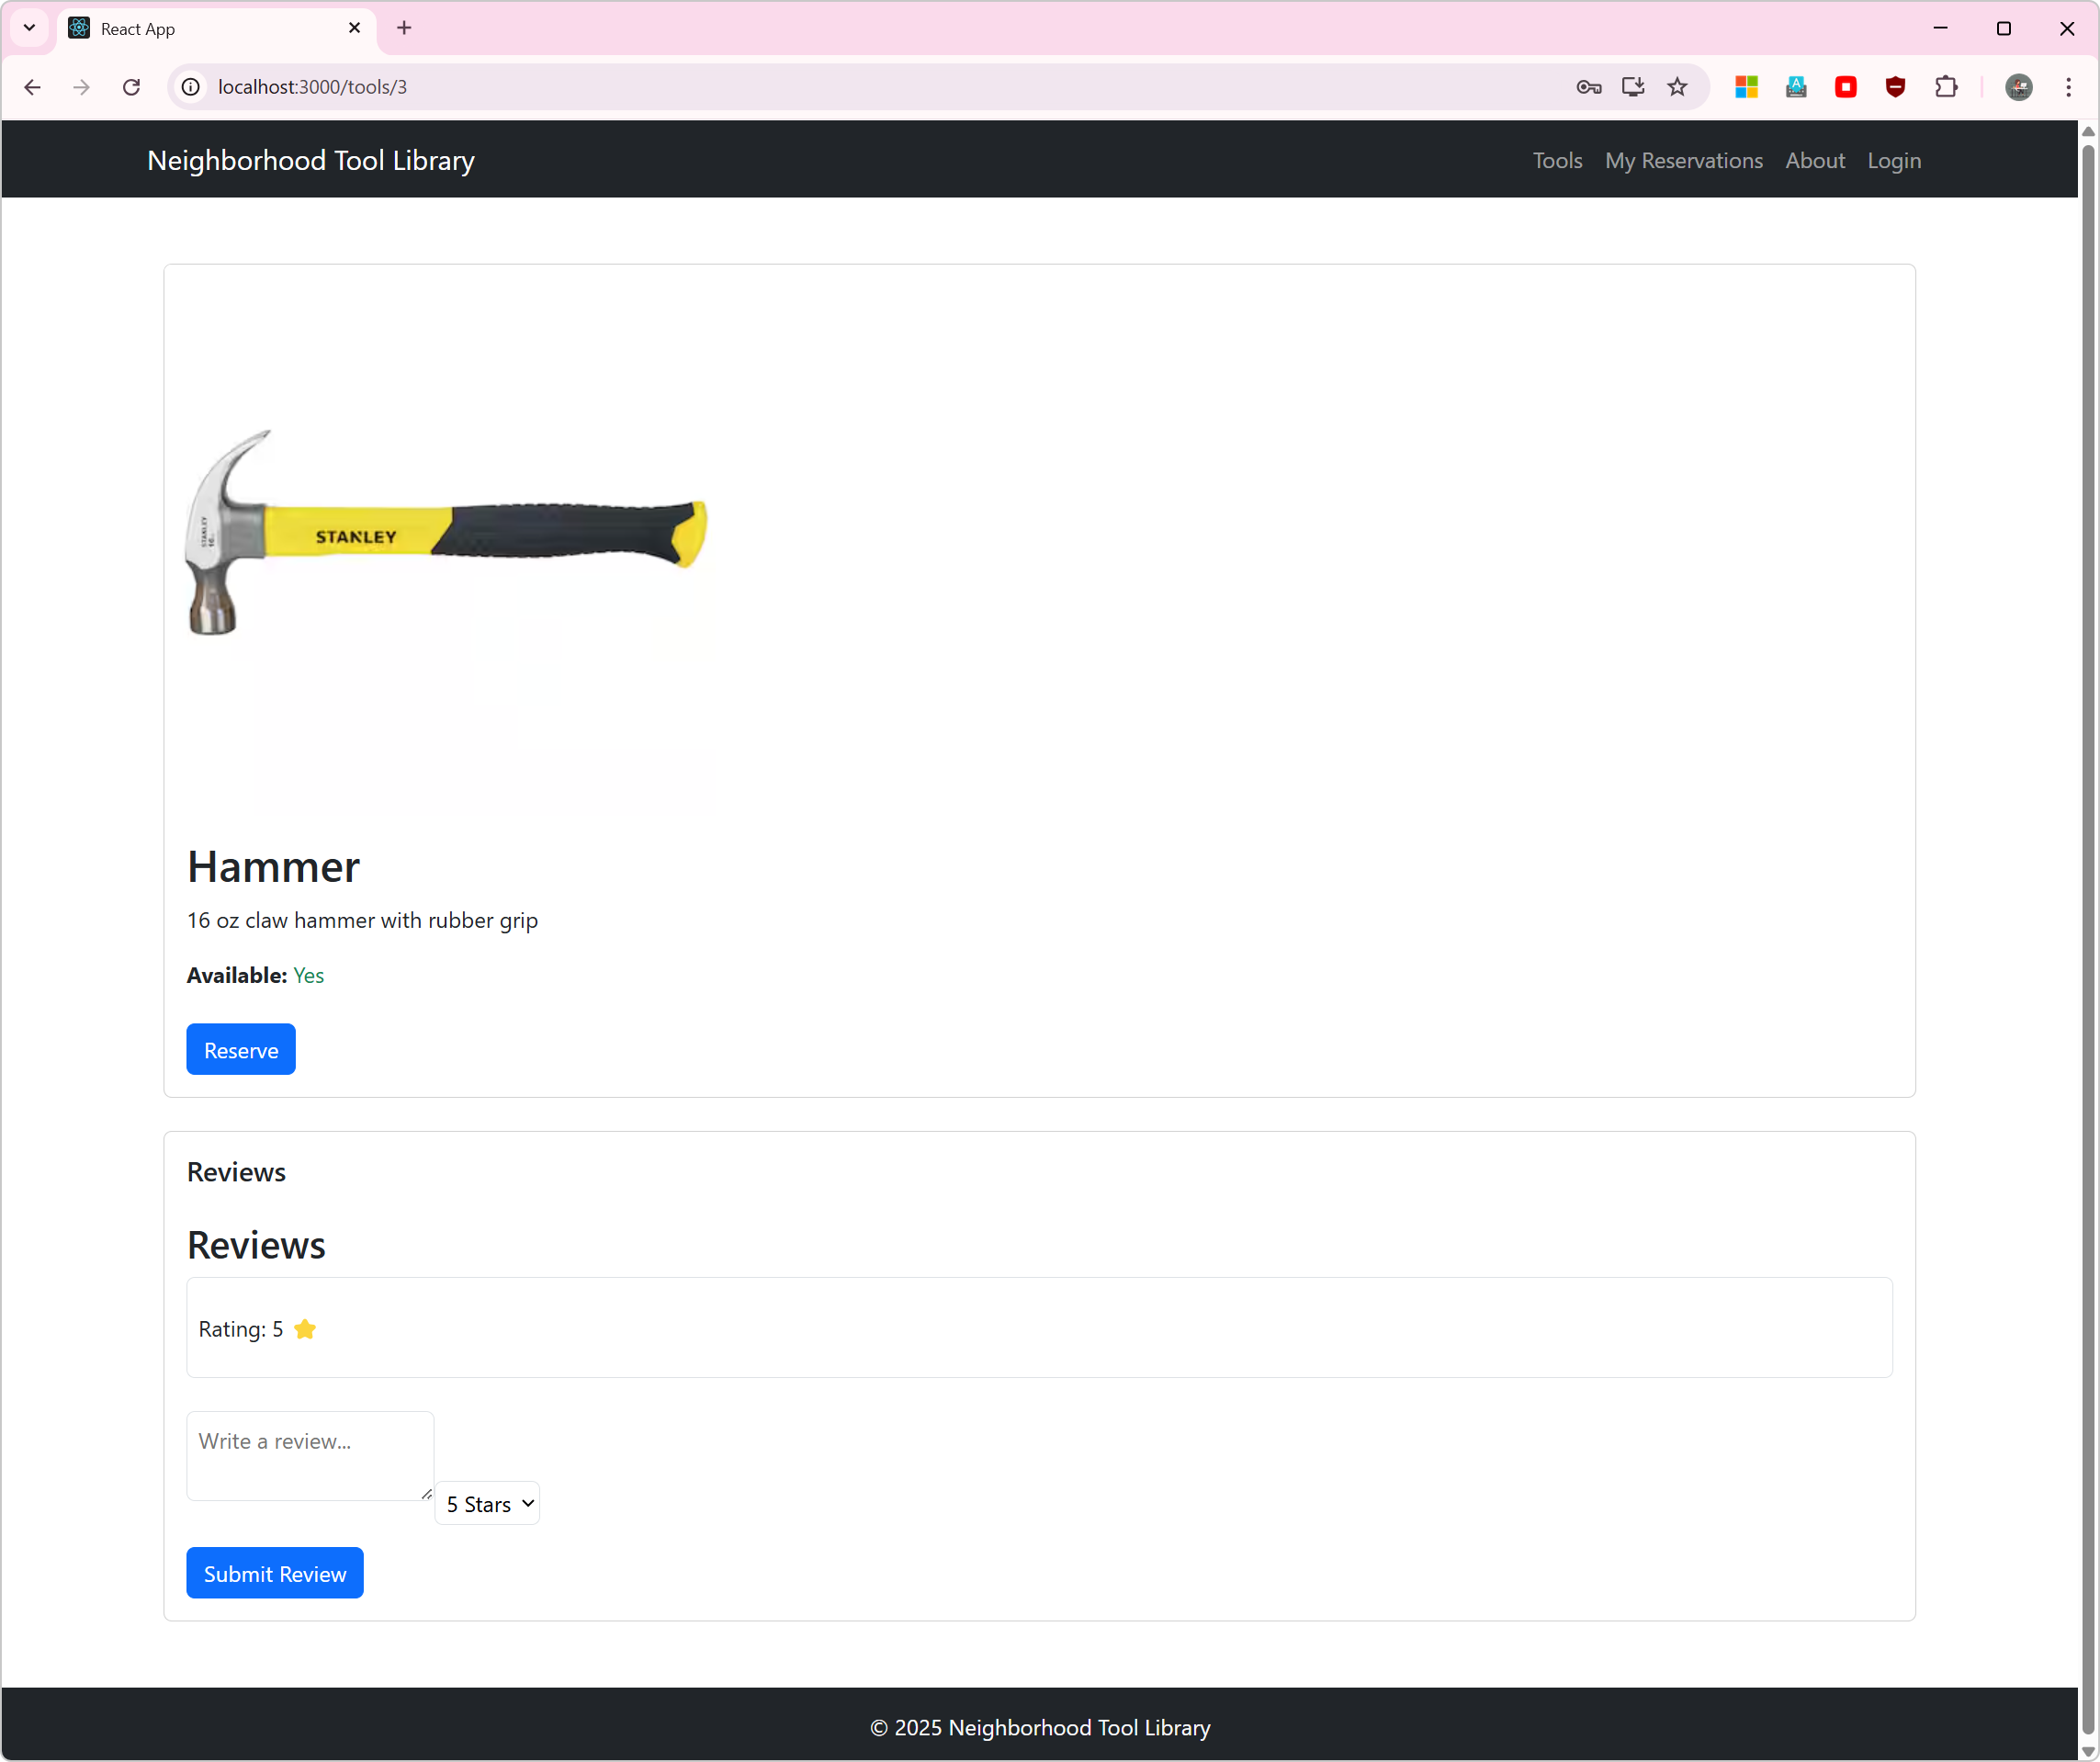 React App
localhost:3000/tools/3
Neighborhood Tool Library
Tools My Reservations About Login
STANLEY
Hammer
16 oz claw hammer with rubber grip
Available: Yes
Reserve
Reviews
Reviews
Rating: 5
Write a review...
5 Stars
Submit Review
© 2025 Neighborhood Tool Library